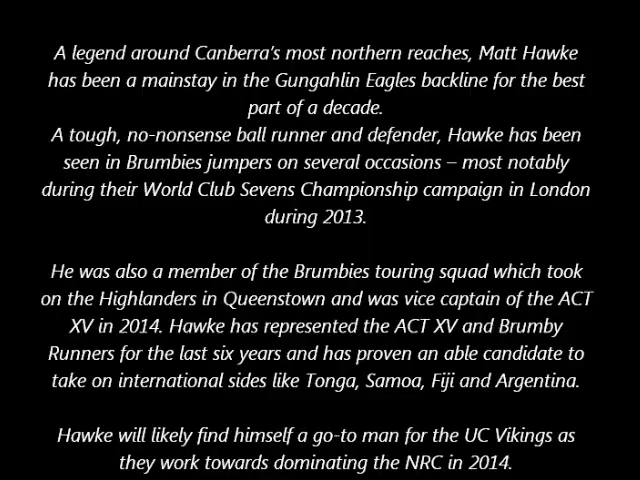 A legend around Canberra's most northern reaches, Matt Hawke
has been a mainstay in the Gungahlin Eagles backline for the best
part of a decade.
A tough, no-nonsense ball runner and defender, Hawke has been
seen in Brumbies jumpers on several occasions – most notably
during their World Club Sevens Championship campaign in London
during 2013.
He was also a member of the Brumbies touring squad which took
on the Highlanders in Queenstown and was vice captain of the ACT
XV in 2014. Hawke has represented the ACT XV and Brumby
Runners for the last six years and has proven an able candidate to
take on international sides like Tonga, Samoa, Fiji and Argentina.
Hawke will likely find himself a go-to man for the UC Vikings as
they work towards dominating the NRC in 2014.